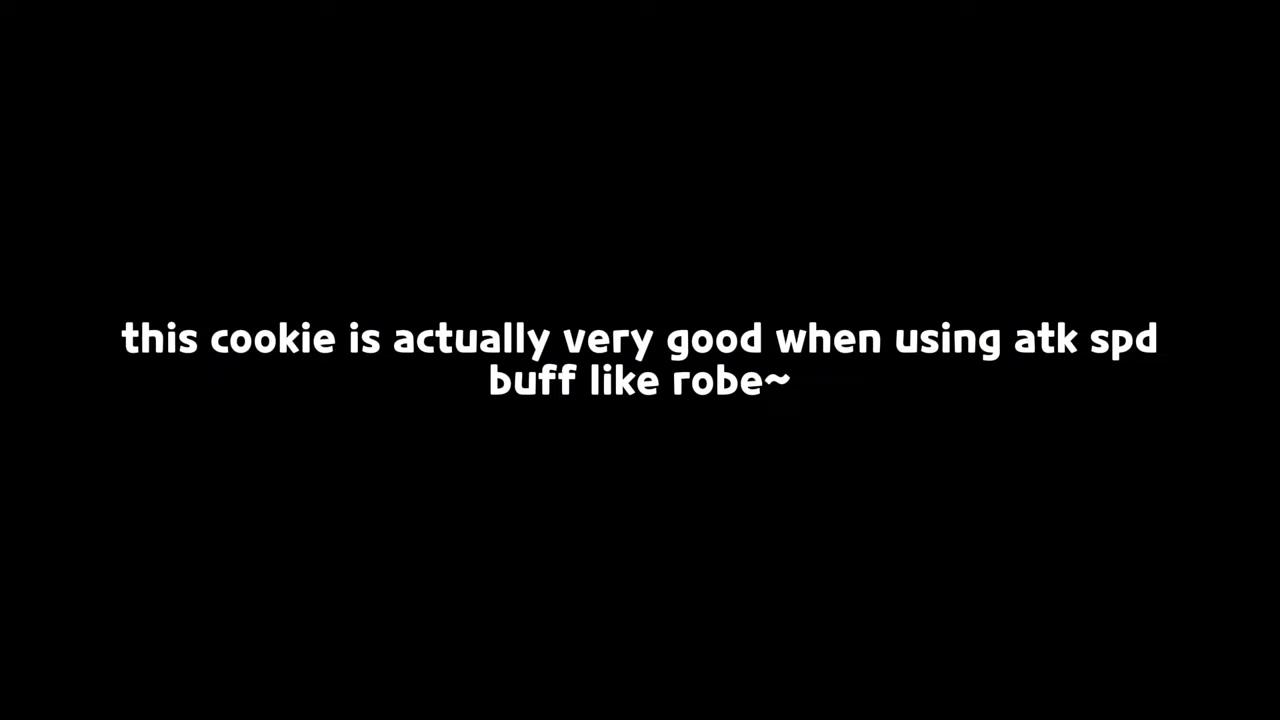 this cookie is actually very good when using atk spd
buff like robe~